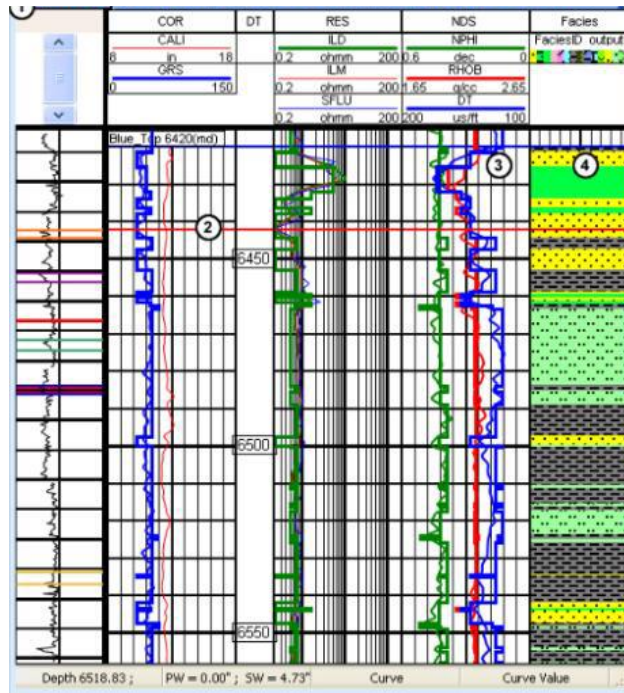 1
COR DT RES NDS Facies
CALI ILD NPHI FaciesID_output
6 in 18 0.2 ohmm 200 0.6 dec 0
GRS ILM RHOB
0 150 0.2 ohmm 200 1.65 g/cc 2.65
SFLU DT
0.2 ohmm 200 200 us/ft 100
Blue_Top 6420(md)
3 4
2
6450
6500
6550
Depth 6518.83 ; PW = 0.00" ; SW = 4.73" Curve Curve Value